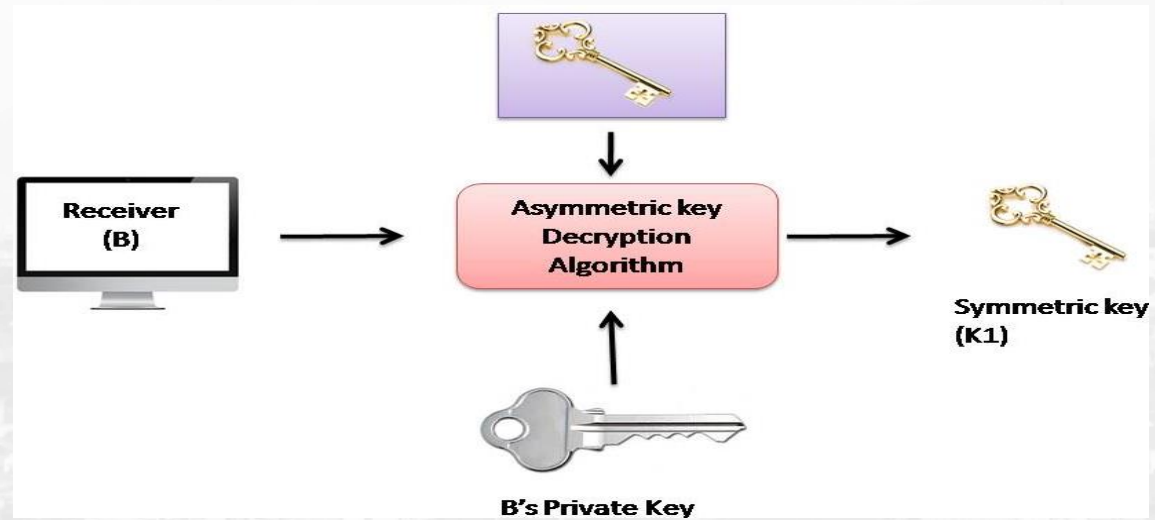 Receiver
(B)
Asymmetric key
Decryption
Algorithm
Symmetric key
(K1)
B’s Private Key